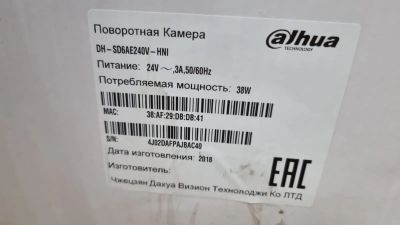 Поворотная Камера
alhua
TECHNOLOGY
DH-SD6AE240V-HNI
Питание: 24V~,3A,50/60Hz
Потребляемая мощность: 38W
MAC: 38:AF:29:DB:DB:41
S/N: 4J02DAFPAJBAC40
Дата изготовления: 2018
Изготовитель:
Чжецзян Дахуа Визион Технолоджи Ко ЛТД
EAC